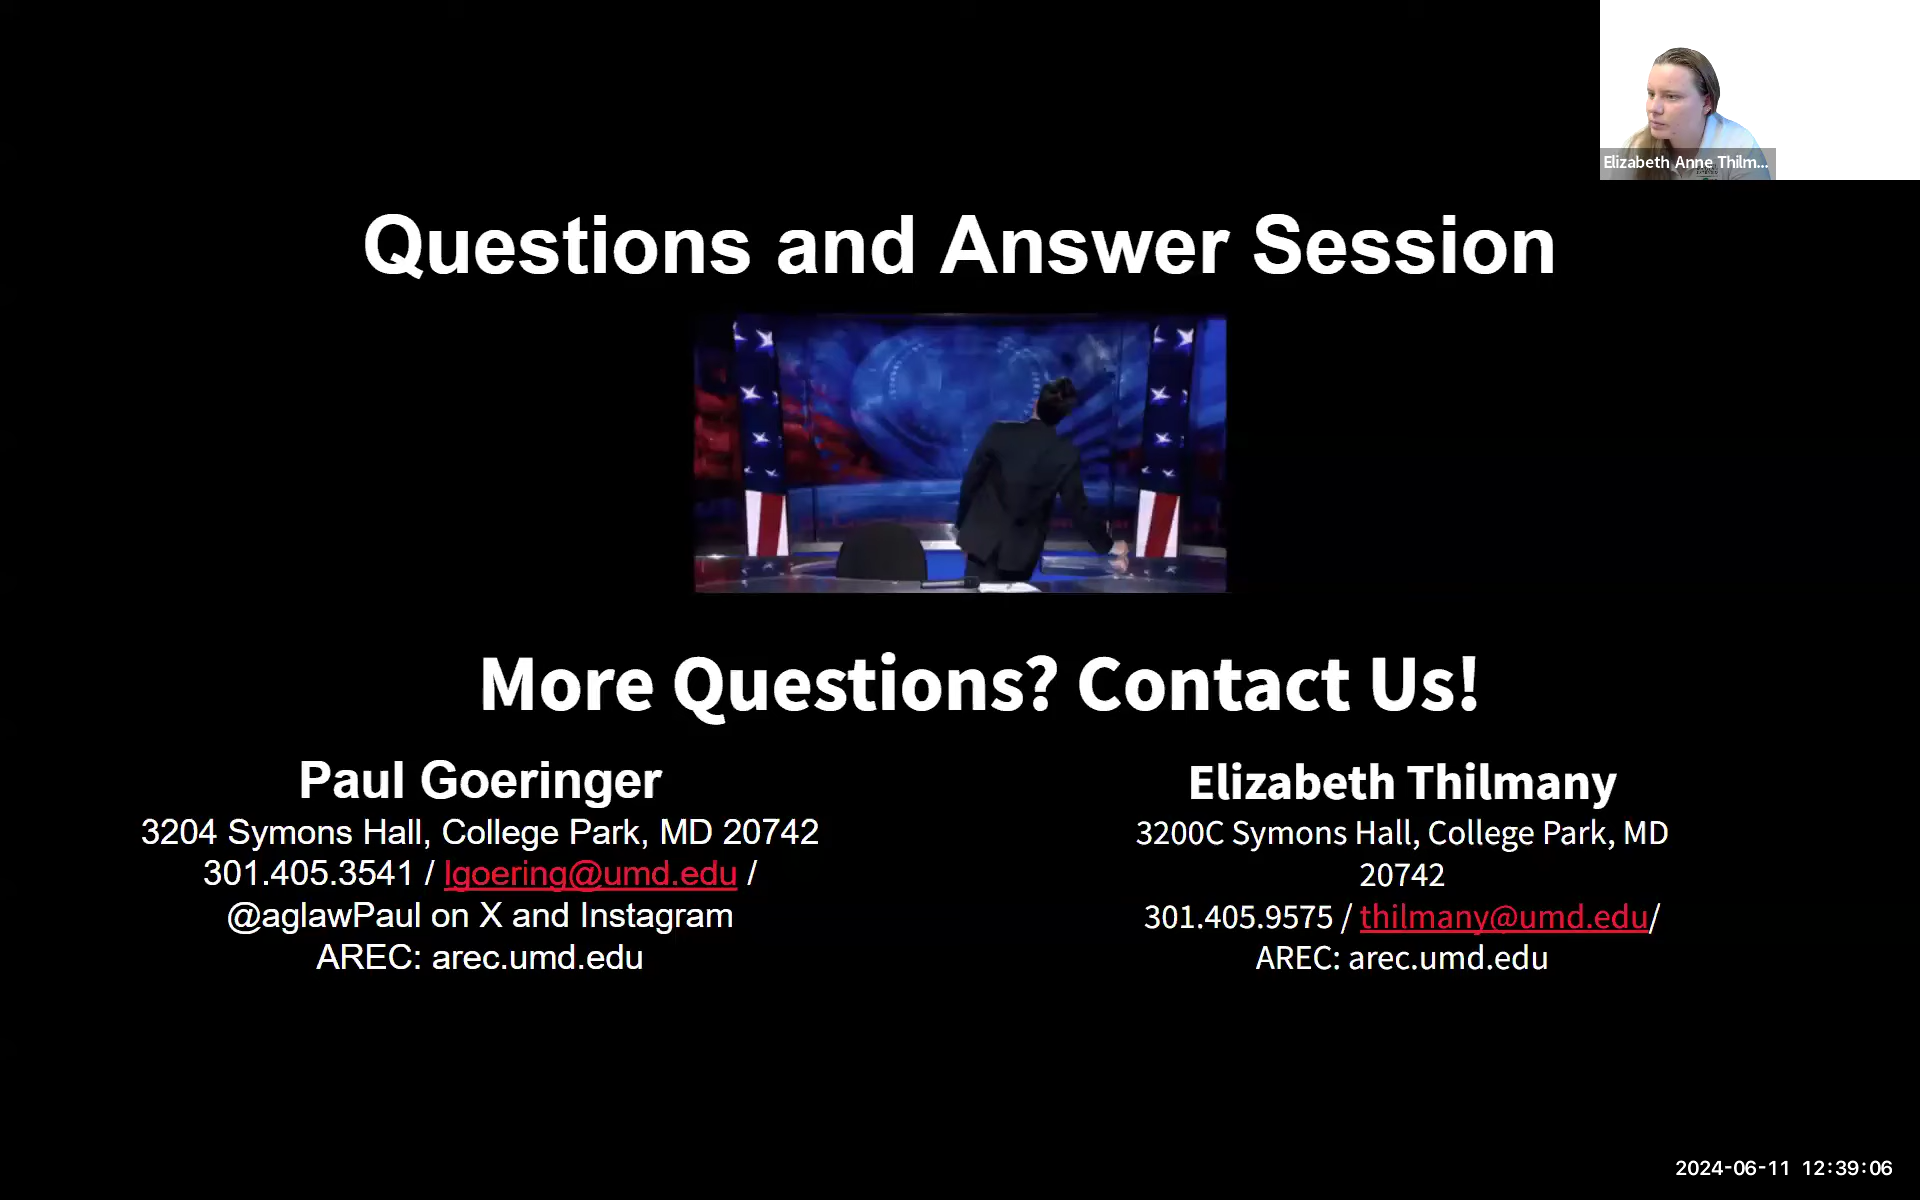 Elizabeth Anne Thilm...
Questions and Answer Session
More Questions? Contact Us!
Paul Goeringer
3204 Symons Hall, College Park, MD 20742
301.405.3541 / lgoering@umd.edu /
@aglawPaul on X and Instagram
AREC: arec.umd.edu
Elizabeth Thilmany
3200C Symons Hall, College Park, MD
20742
301.405.9575 / thilmany@umd.edu/
AREC: arec.umd.edu
2024-06-11 12:39:06